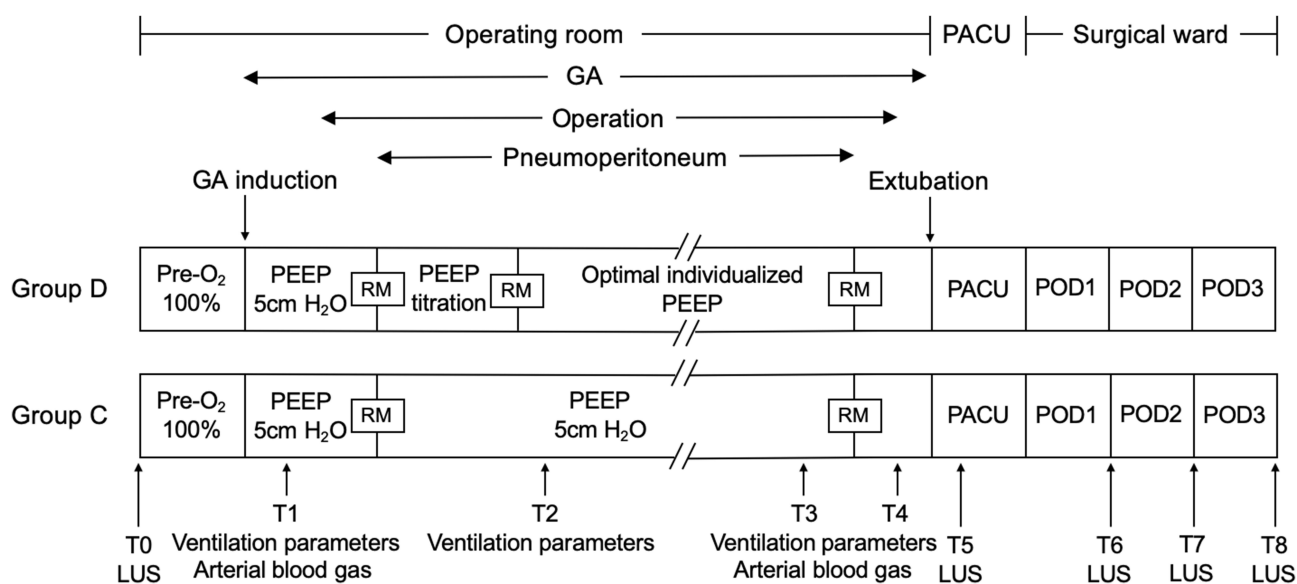 Operating room PACU Surgical ward
GA
Operation
Pneumoperitoneum
GA induction Extubation
Group D
Pre-O₂
100%
PEEP
5cm H₂O
RM
PEEP
titration
RM
Optimal individualized
PEEP
RM
PACU
POD1
POD2
POD3
Group C
Pre-O₂
100%
PEEP
5cm H₂O
RM
PEEP
5cm H₂O
RM
PACU
POD1
POD2
POD3
T0
LUS
T1
Ventilation parameters
Arterial blood gas
T2
Ventilation parameters
T3
Ventilation parameters
Arterial blood gas
T4
T5
LUS
T6
LUS
T7
LUS
T8
LUS